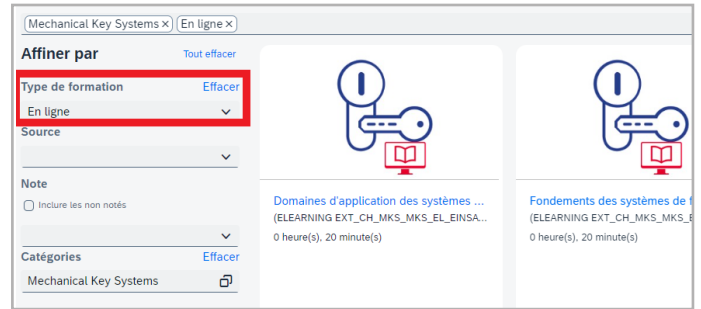 Mechanical Key Systems × En ligne ×
Affiner par Tout effacer
Type de formation Effacer
En ligne
Source
Note
Inclure les non notés
Catégories Effacer
Mechanical Key Systems
Domaines d'application des systèmes ...
(ELEARNING EXT_CH_MKS_MKS_EL_EINSA...
0 heure(s), 20 minute(s)
Fondements des systèmes de f
(ELEARNING EXT_CH_MKS_MKS_E
0 heure(s), 20 minute(s)